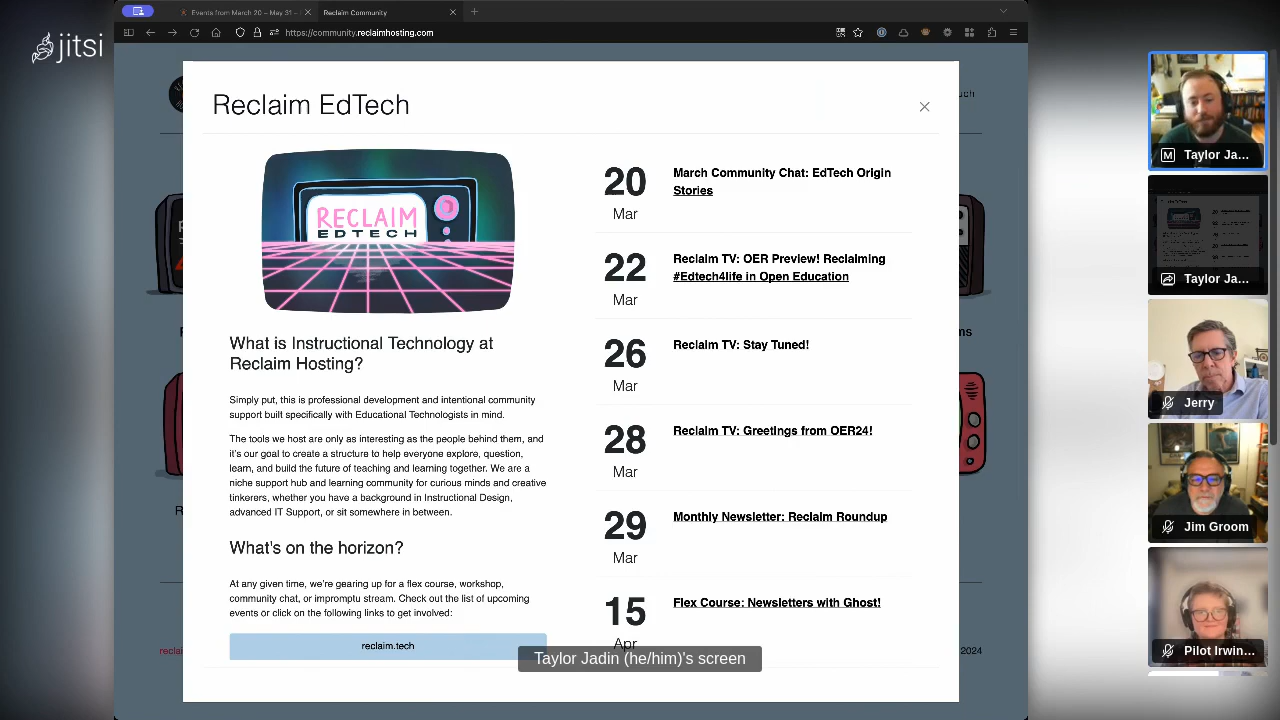 Events from March 20 – May 31 –
Reclaim Community
https://community.reclaimhosting.com
jitsi
Reclaim EdTech
RECLAIM
EDTECH
What is Instructional Technology at
Reclaim Hosting?
Simply put, this is professional development and intentional community
support built specifically with Educational Technologists in mind.
The tools we host are only as interesting as the people behind them, and
it's our goal to create a structure to help everyone explore, question,
learn, and build the future of teaching and learning together. We are a
niche support hub and learning community for curious minds and creative
tinkerers, whether you have a background in Instructional Design,
advanced IT Support, or sit somewhere in between.
What's on the horizon?
At any given time, we're gearing up for a flex course, workshop,
community chat, or impromptu stream. Check out the list of upcoming
events or click on the following links to get involved:
reclaim.tech
20
Mar
March Community Chat: EdTech Origin
Stories
22
Mar
Reclaim TV: OER Preview! Reclaiming
#Edtech4life in Open Education
26
Mar
Reclaim TV: Stay Tuned!
28
Mar
Reclaim TV: Greetings from OER24!
29
Mar
Monthly Newsletter: Reclaim Roundup
15
Apr
Flex Course: Newsletters with Ghost!
Taylor Jadin (he/him)'s screen
2024
M
Taylor Ja...
Taylor Ja...
Jerry
Jim Groom
Pilot Irwin...